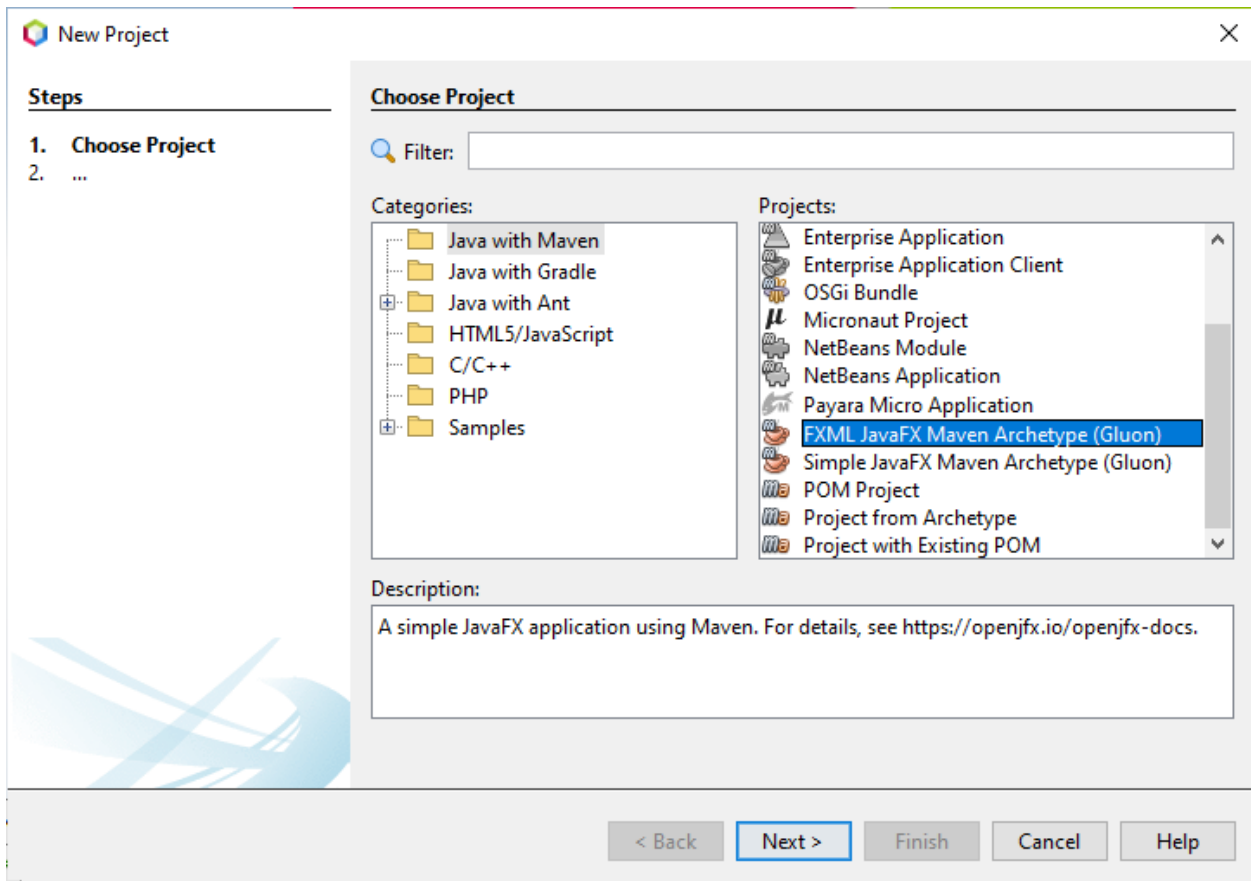 New Project
Steps
1. Choose Project
2. ...
Choose Project
Filter:
Categories:
Java with Maven
Java with Gradle
Java with Ant
HTML5/JavaScript
C/C++
PHP
Samples
Projects:
Enterprise Application
Enterprise Application Client
OSGi Bundle
μ Micronaut Project
NetBeans Module
NetBeans Application
Payara Micro Application
FXML JavaFX Maven Archetype (Gluon)
Simple JavaFX Maven Archetype (Gluon)
POM Project
Project from Archetype
Project with Existing POM
Description:
A simple JavaFX application using Maven. For details, see https://openjfx.io/openjfx-docs.
< Back
Next >
Finish
Cancel
Help